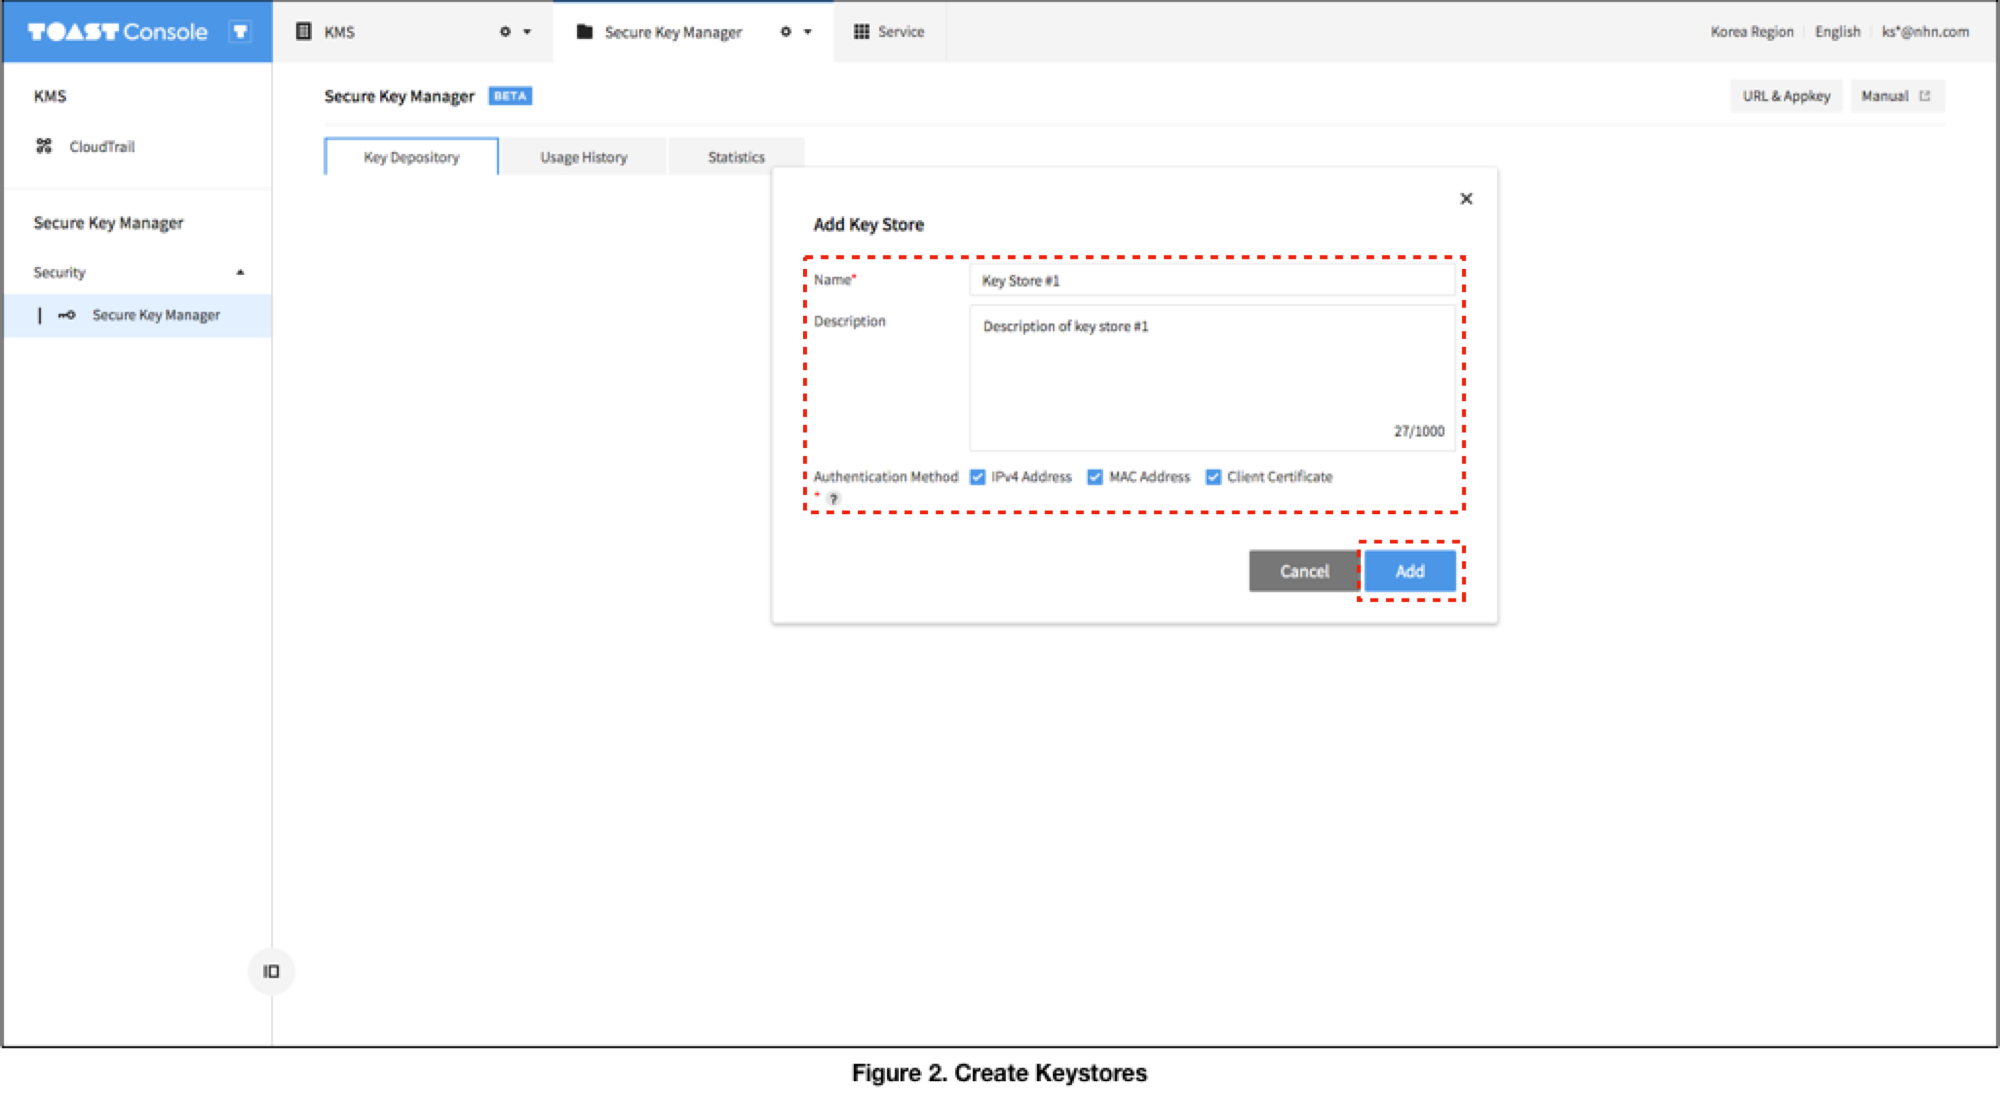 TOAST Console
KMS
Secure Key Manager
Service
Korea Region
English
ks*@nhn.com
KMS
CloudTrail
Secure Key Manager
Security
Secure Key Manager
Secure Key Manager BETA
URL & Appkey
Manual
Key Depository
Usage History
Statistics
Add Key Store
Name*
Key Store #1
Description
Description of key store #1
27/1000
Authentication Method * ?
IPv4 Address
MAC Address
Client Certificate
Cancel
Add
Figure 2. Create Keystores